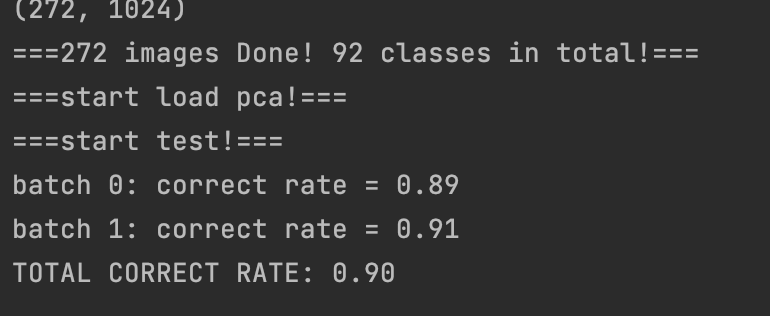 (272, 1024)
===272 images Done! 92 classes in total!===
===start load pca!===
===start test!===
batch 0: correct rate = 0.89
batch 1: correct rate = 0.91
TOTAL CORRECT RATE: 0.90